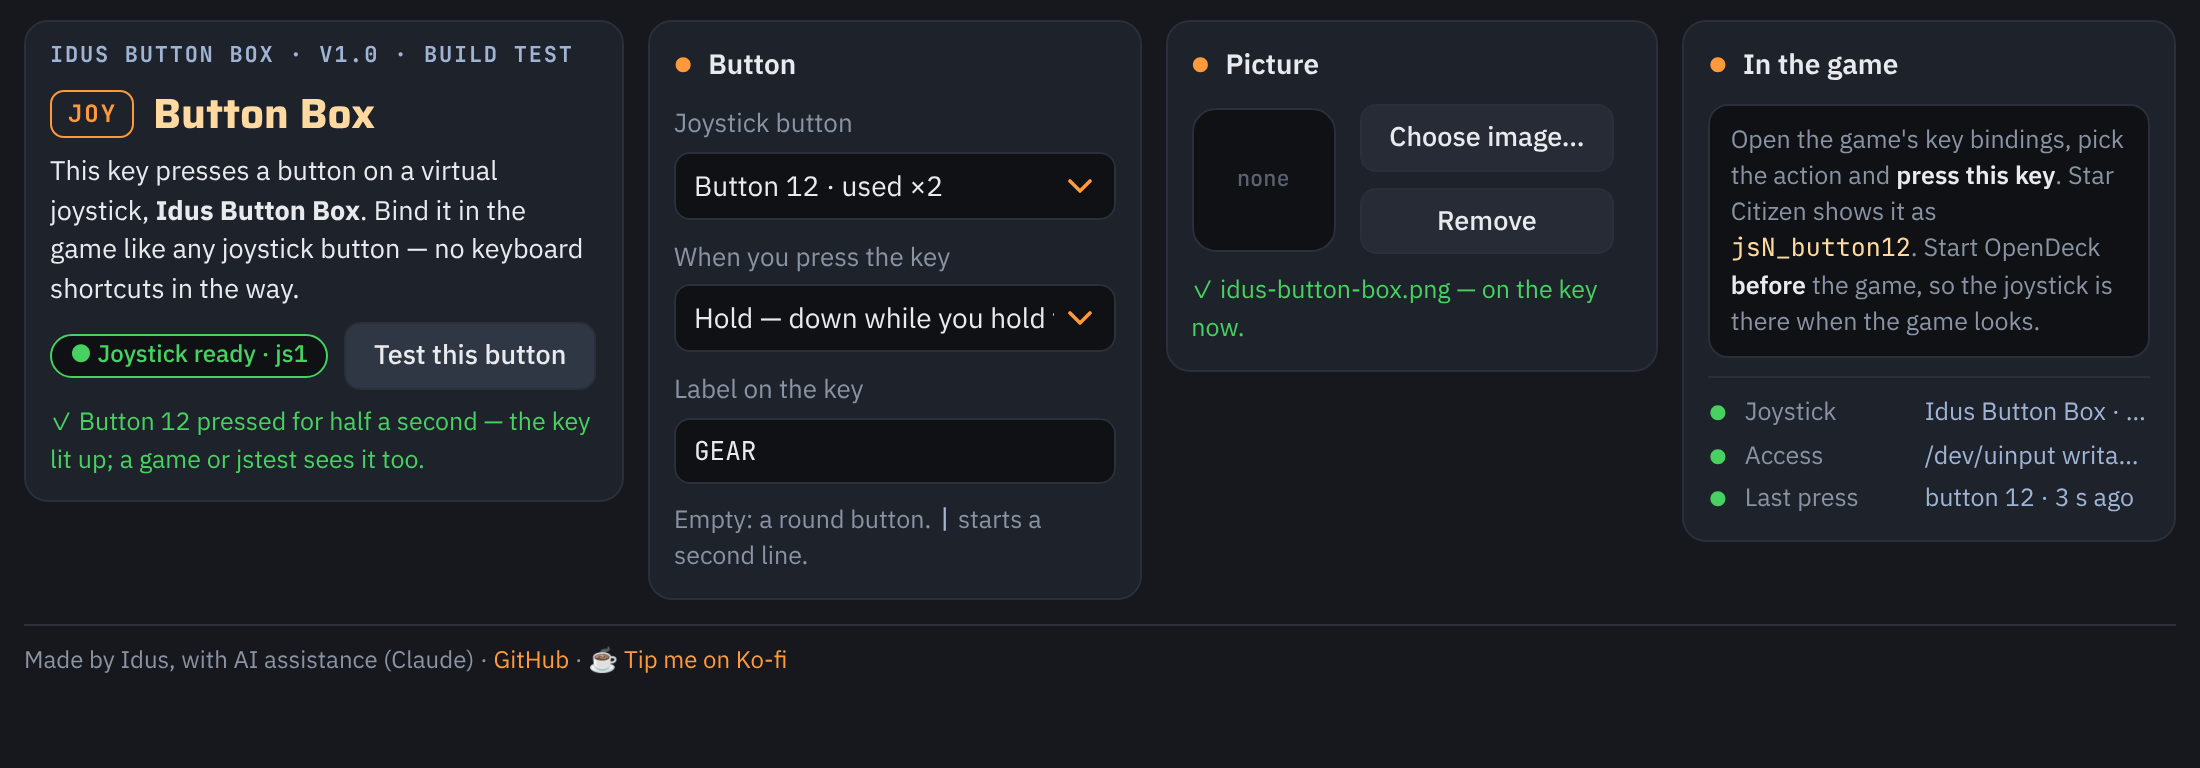 IDUS BUTTON BOX · V1.0 · BUILD TEST
JOY Button Box
This key presses a button on a virtual
joystick, Idus Button Box. Bind it in the
game like any joystick button — no keyboard
shortcuts in the way.
Joystick ready · js1
Test this button
✓ Button 12 pressed for half a second — the key
lit up; a game or jstest sees it too.
Button
Joystick button
Button 12 · used ×2
When you press the key
Hold — down while you hold
Label on the key
GEAR
Empty: a round button. | starts a
second line.
Picture
none
Choose image...
Remove
✓ idus-button-box.png — on the key
now.
In the game
Open the game's key bindings, pick
the action and press this key. Star
Citizen shows it as
jsN_button12. Start OpenDeck
before the game, so the joystick is
there when the game looks.
Joystick Idus Button Box · ...
Access /dev/uinput writa...
Last press button 12 · 3 s ago
Made by Idus, with AI assistance (Claude) · GitHub · ☕ Tip me on Ko-fi